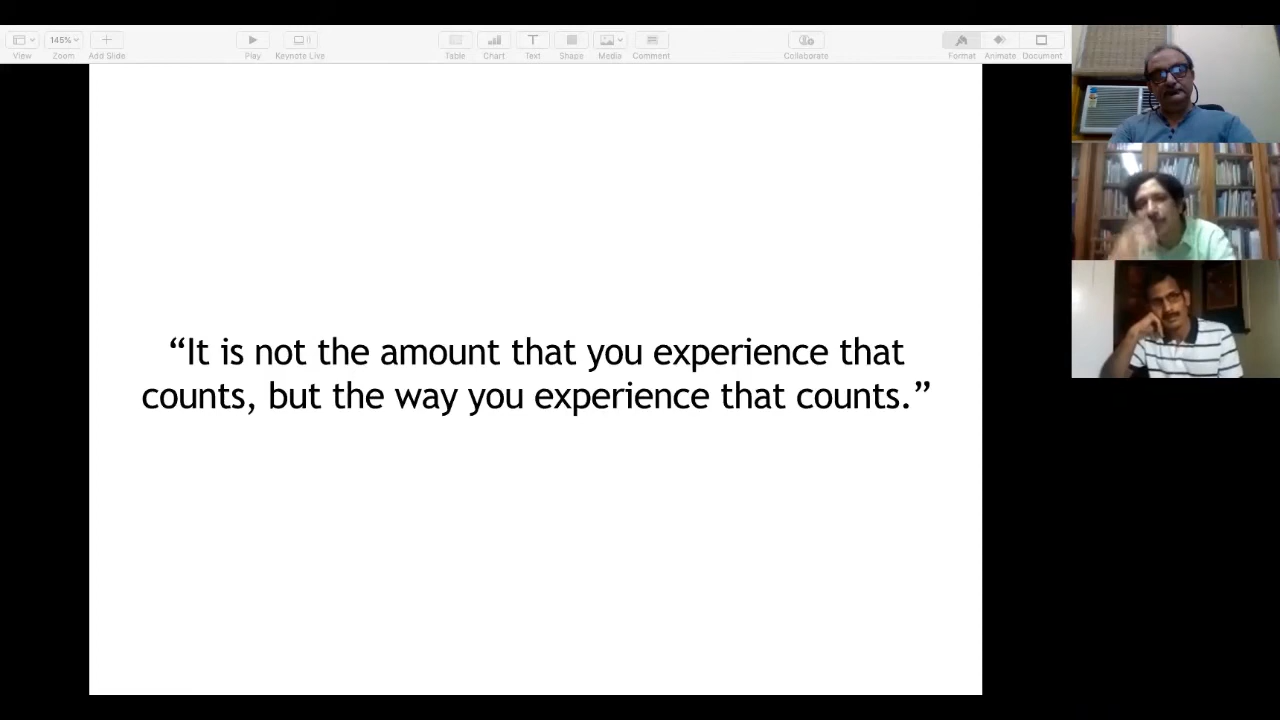 View
145%
Zoom
Add Slide
Play
Keynote Live
Table
Chart
Text
Shape
Media
Comment
Collaborate
Format
Animate
Document
“It is not the amount that you experience that
counts, but the way you experience that counts.”